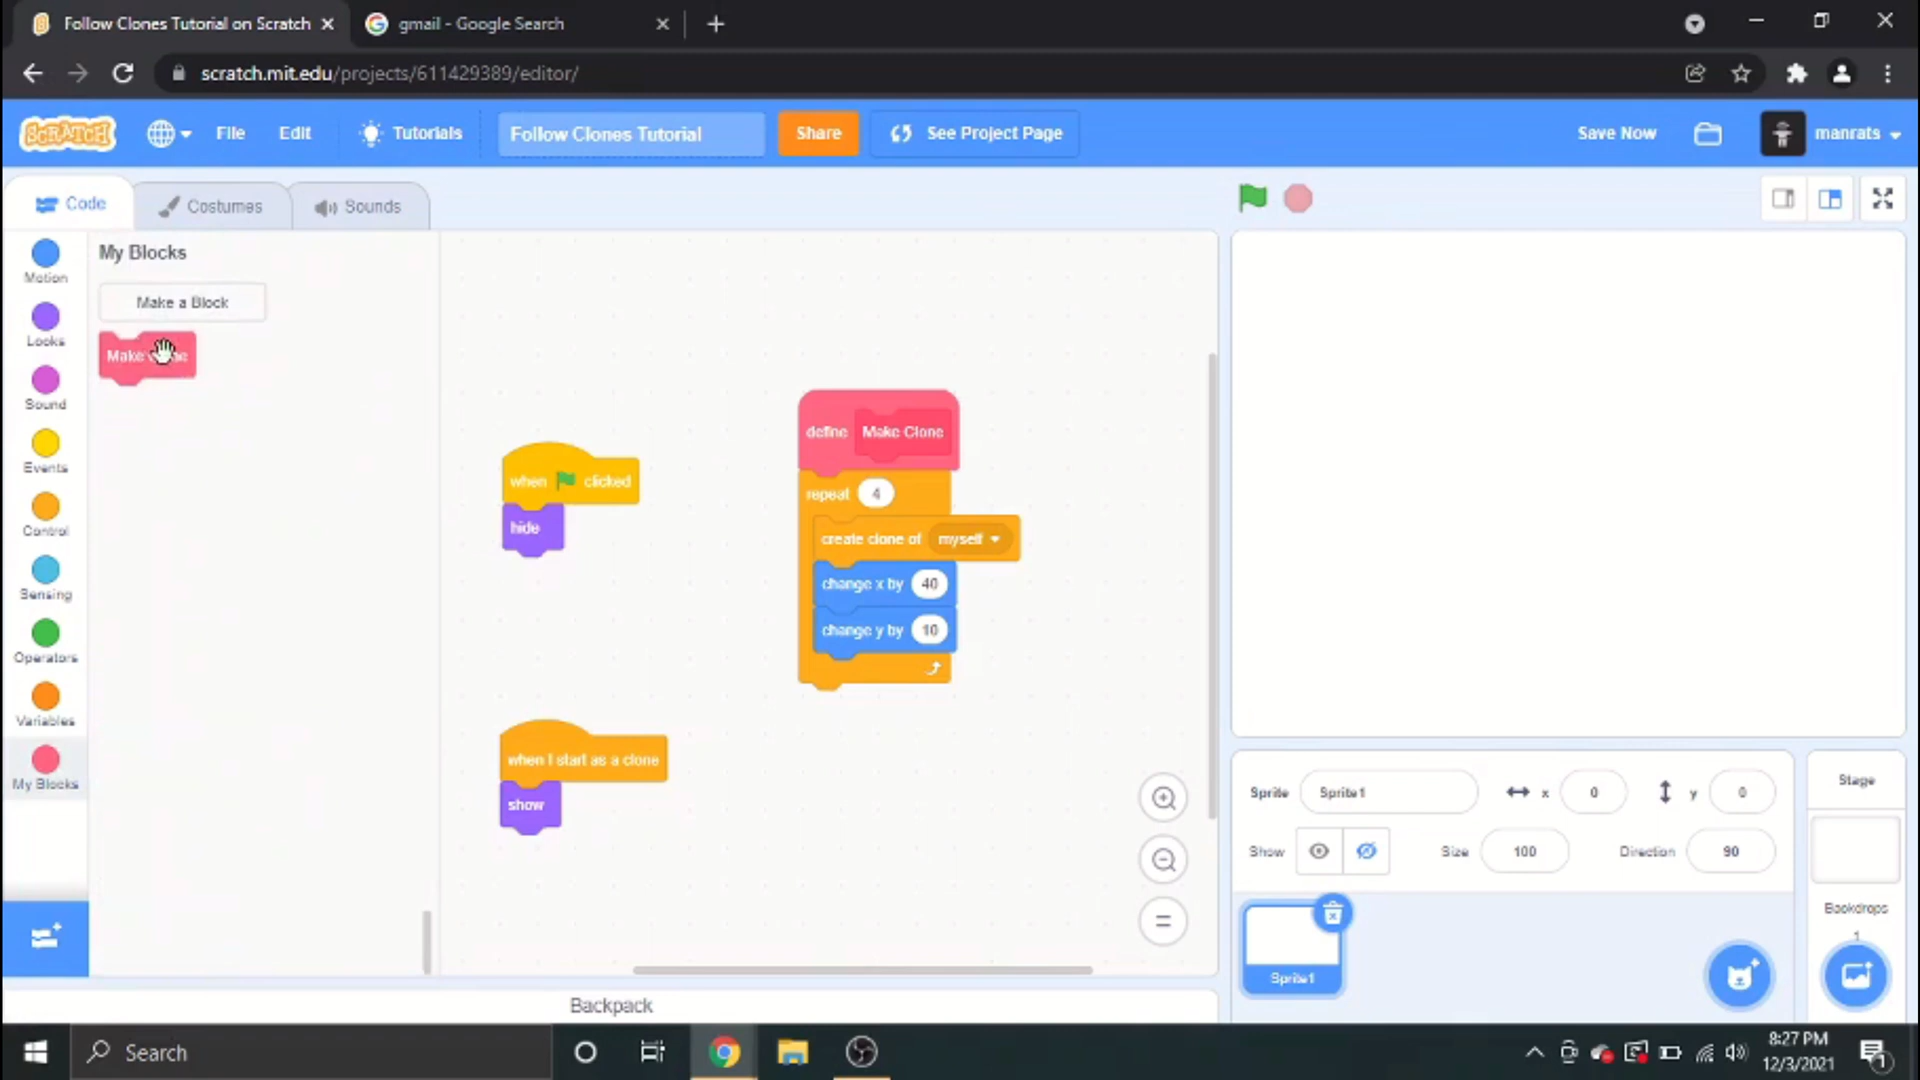 Follow Clones Tutorial on Scratch
gmail - Google Search
scratch.mit.edu/projects/611429389/editor/
SCRATCH
File
Edit
Tutorials
Follow Clones Tutorial
Share
See Project Page
Save Now
manrats
Code
Costumes
Sounds
Motion
Looks
Sound
Events
Control
Sensing
Operators
Variables
My Blocks
My Blocks
Make a Block
Make
when clicked
hide
when I start as a clone
show
define Make Clone
repeat 4
create clone of myself
change x by 40
change y by 10
Backpack
Sprite
Sprite1
x
0
y
0
Show
Size
100
Direction
90
Sprite1
Stage
Backdrops
1
Search
8:27 PM
12/3/2021
1